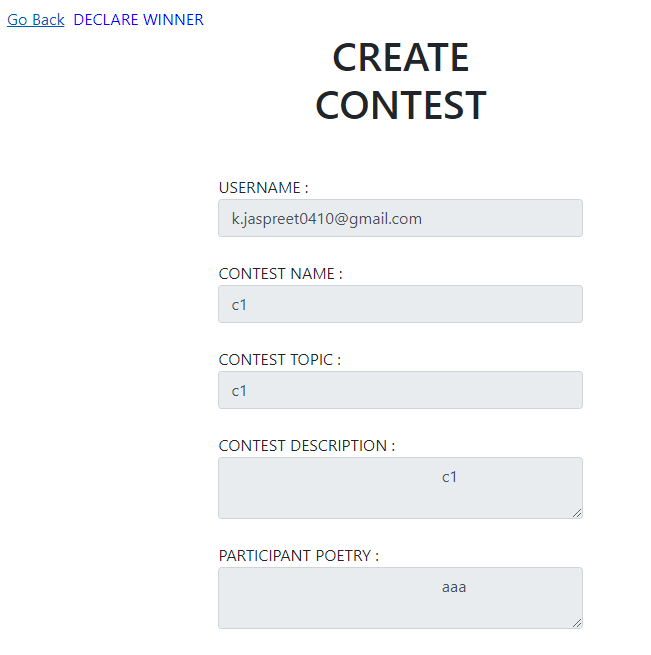 Go Back DECLARE WINNER
CREATE
CONTEST
USERNAME :
k.jaspreet0410@gmail.com
CONTEST NAME :
c1
CONTEST TOPIC :
c1
CONTEST DESCRIPTION :
c1
PARTICIPANT POETRY :
aaa